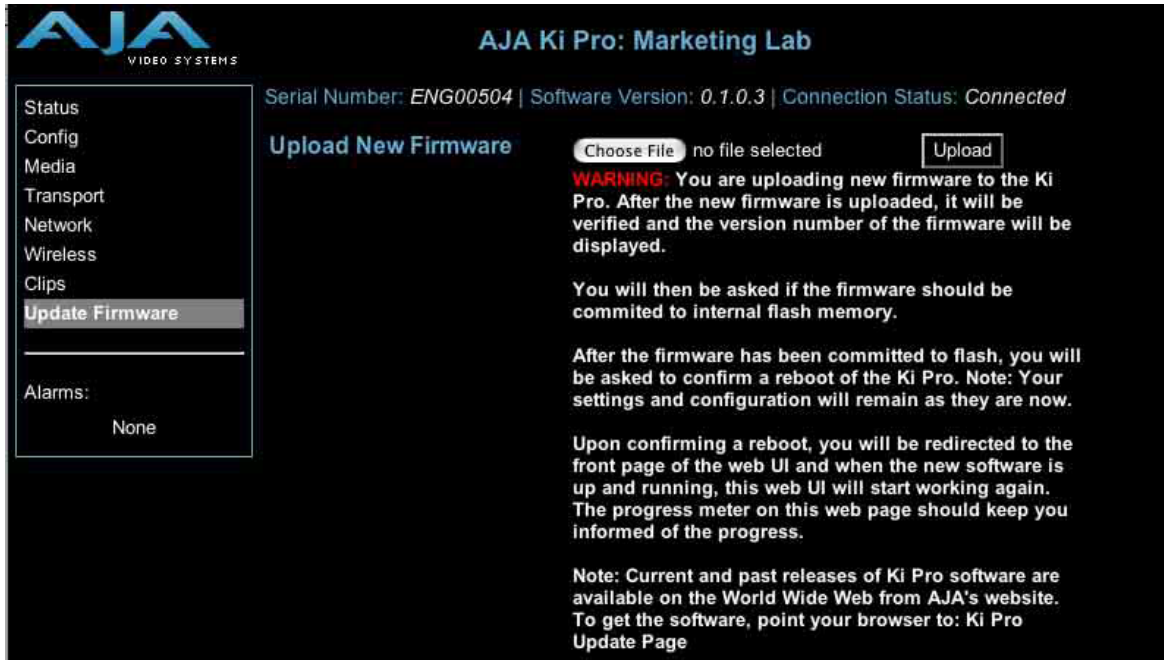 AJA
VIDEO SYSTEMS
AJA Ki Pro: Marketing Lab
Serial Number: ENG00504 | Software Version: 0.1.0.3 | Connection Status: Connected
Status
Config
Media
Transport
Network
Wireless
Clips
Update Firmware
Alarms:
None
Upload New Firmware
Choose File no file selected Upload
WARNING: You are uploading new firmware to the Ki
Pro. After the new firmware is uploaded, it will be
verified and the version number of the firmware will be
displayed.
You will then be asked if the firmware should be
commited to internal flash memory.
After the firmware has been committed to flash, you will
be asked to confirm a reboot of the Ki Pro. Note: Your
settings and configuration will remain as they are now.
Upon confirming a reboot, you will be redirected to the
front page of the web UI and when the new software is
up and running, this web UI will start working again.
The progress meter on this web page should keep you
informed of the progress.
Note: Current and past releases of Ki Pro software are
available on the World Wide Web from AJA's website.
To get the software, point your browser to: Ki Pro
Update Page